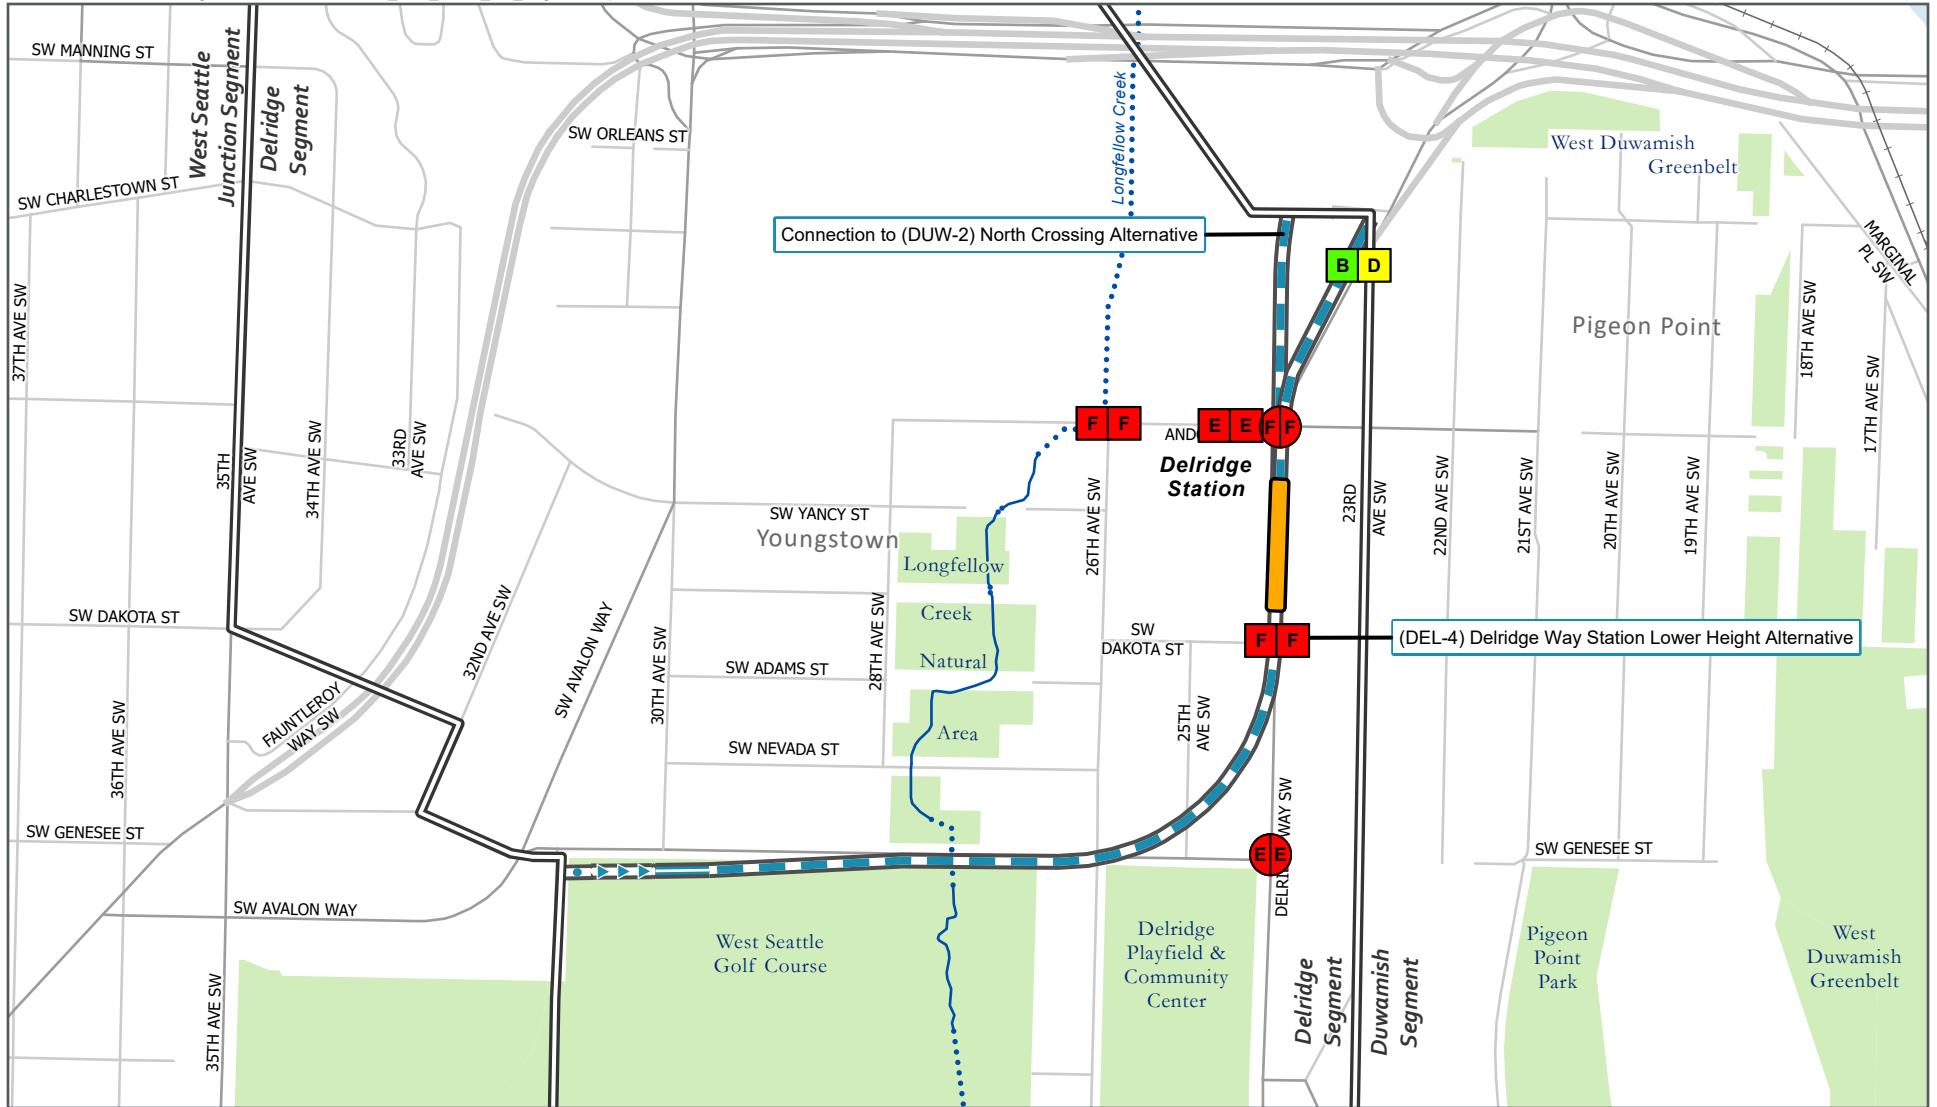 SW MANNING ST
West Seattle
Junction Segment
Delridge
Segment
SW ORLEANS ST
Longfellow Creek
West Duwamish
Greenbelt
SW CHARLESTOWN ST
Connection to (DUW-2) North Crossing Alternative
MARGINAL
PL SW
B D
37TH AVE SW
Pigeon Point
18TH AVE SW
17TH AVE SW
F F
E E
F F
Delridge
Station
35TH
AVE SW
34TH AVE SW
33RD
AVE SW
SW YANCY ST
Youngstown
26TH AVE SW
23RD
AVE SW
22ND AVE SW
21ST AVE SW
20TH AVE SW
19TH AVE SW
Longfellow
Creek
Natural
Area
SW DAKOTA ST
32ND AVE SW
SW AVALON WAY
30TH AVE SW
28TH AVE SW
SW
DAKOTA ST
F F
(DEL-4) Delridge Way Station Lower Height Alternative
SW ADAMS ST
25TH
AVE SW
FAUNTLEROY
WAY SW
36TH AVE SW
SW NEVADA ST
SW GENESEE ST
E E
WAY SW
SW GENESEE ST
SW AVALON WAY
West Seattle
Golf Course
Delridge
Playfield &
Community
Center
Pigeon
Point
Park
West
Duwamish
Greenbelt
35TH AVE SW
Delridge
Segment
Duwamish
Segment